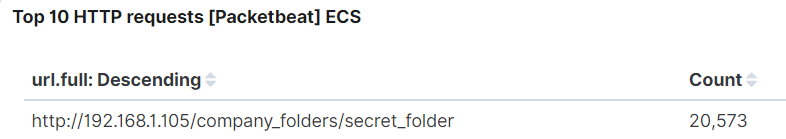 Top 10 HTTP requests [Packetbeat] ECS
url.full: Descending Count
http://192.168.1.105/company_folders/secret_folder 20,573